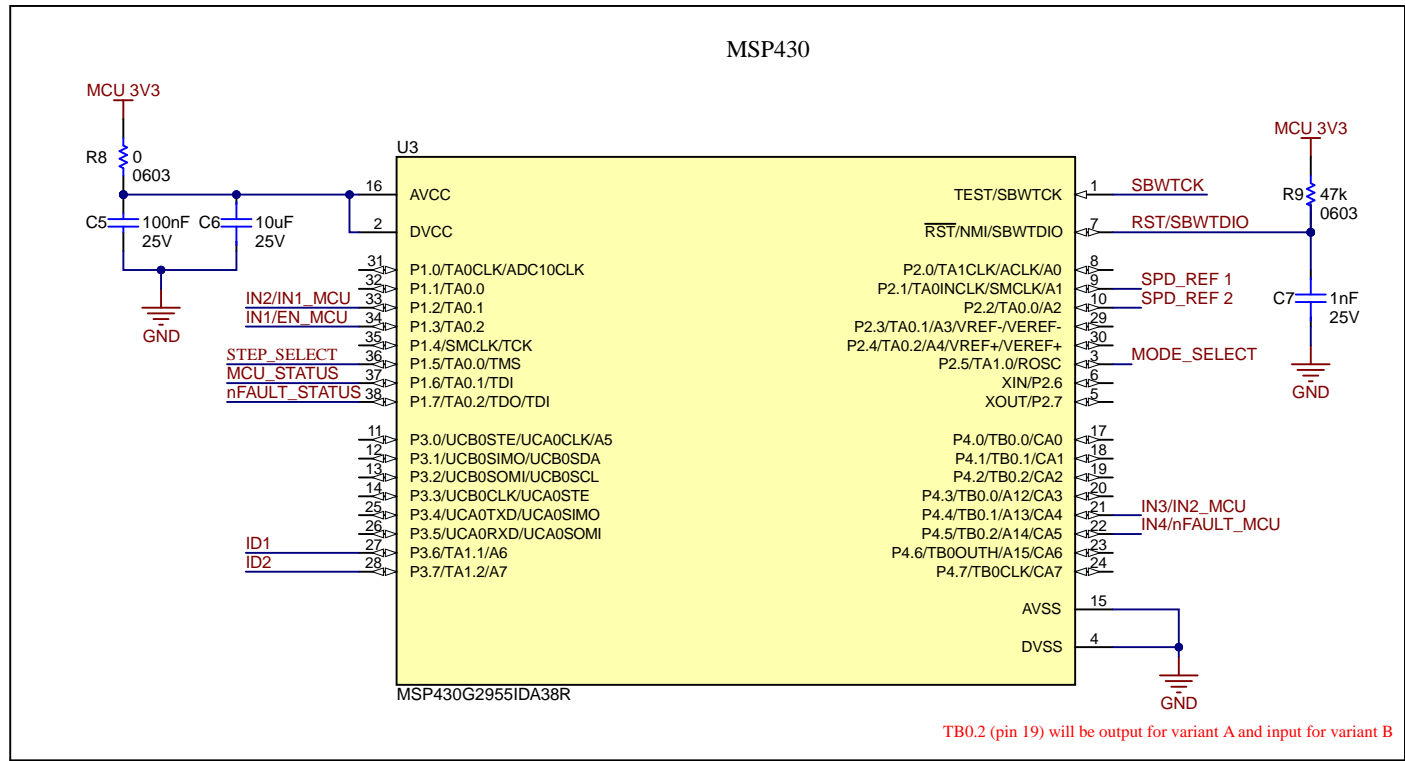 MSP430
MCU 3V3
R8
0
0603
C5
100nF
25V
C6
10uF
25V
GND
U3
16
AVCC
2
DVCC
31
P1.0/TA0CLK/ADC10CLK
32
P1.1/TA0.0
IN2/IN1_MCU
33
P1.2/TA0.1
IN1/EN_MCU
34
P1.3/TA0.2
35
P1.4/SMCLK/TCK
STEP_SELECT
36
P1.5/TA0.0/TMS
MCU_STATUS
37
P1.6/TA0.1/TDI
nFAULT_STATUS
38
P1.7/TA0.2/TDO/TDI
11
P3.0/UCB0STE/UCA0CLK/A5
12
P3.1/UCB0SIMO/UCB0SDA
13
P3.2/UCB0SOMI/UCB0SCL
14
P3.3/UCB0CLK/UCA0STE
25
P3.4/UCA0TXD/UCA0SIMO
26
P3.5/UCA0RXD/UCA0SOMI
ID1
27
P3.6/TA1.1/A6
ID2
28
P3.7/TA1.2/A7
MSP430G2955IDA38R
TEST/SBWTCK
1
SBWTCK
RST/NMI/SBWTDIO
7
RST/SBWTDIO
P2.0/TA1CLK/ACLK/A0
8
P2.1/TA0INCLK/SMCLK/A1
9
SPD_REF 1
P2.2/TA0.0/A2
10
SPD_REF 2
P2.3/TA0.1/A3/VREF-/VEREF-
29
P2.4/TA0.2/A4/VREF+/VEREF+
30
P2.5/TA1.0/ROSC
3
MODE_SELECT
XIN/P2.6
6
XOUT/P2.7
5
P4.0/TB0.0/CA0
17
P4.1/TB0.1/CA1
18
P4.2/TB0.2/CA2
19
P4.3/TB0.0/A12/CA3
20
P4.4/TB0.1/A13/CA4
21
IN3/IN2_MCU
P4.5/TB0.2/A14/CA5
22
IN4/nFAULT_MCU
P4.6/TB0OUTH/A15/CA6
23
P4.7/TB0CLK/CA7
24
AVSS
15
DVSS
4
GND
MCU 3V3
R9
47k
0603
C7
1nF
25V
GND
TB0.2 (pin 19) will be output for variant A and input for variant B